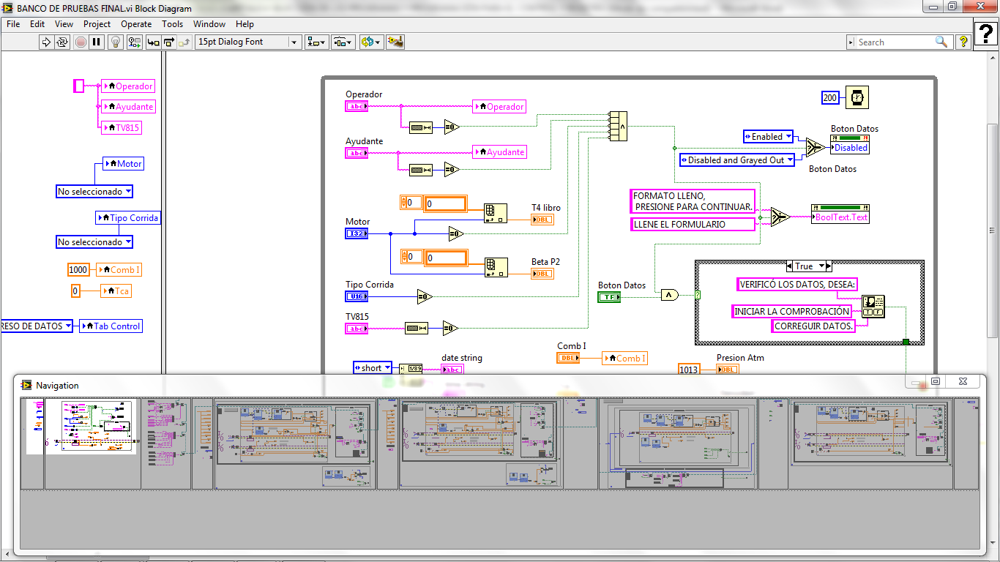 BANCO DE PRUEBAS FINAL.vi Block Diagram
File Edit View Project Operate Tools Window Help
15pt Dialog Font
Search
?
?
Operador
Ayudante
TV815
Motor
No seleccionado
Tipo Corrida
No seleccionado
1000
Comb I
0
Tca
RESO DE DATOS
Tab Control
Operador
abc
Operador
=0
Ayudante
abc
Ayudante
=0
0
0
T4 libro
DBL
Motor
I32
=0
0
0
Beta P2
DBL
Tipo Corrida
U16
=0
TV815
abc
=0
short
date string
abc
Comb I
DBL
Comb I
1013
Presion Atm
DBL
200
Enabled
Boton Datos
Disabled
Disabled and Grayed Out
Boton Datos
FORMATO LLENO,
PRESIONE PARA CONTINUAR.
LLENE EL FORMULARIO
BoolText.Text
Boton Datos
TF
True
?
VERIFICÓ LOS DATOS, DESEA:
INICIAR LA COMPROBACIÓN
CORREGUIR DATOS.
T F
Navigation